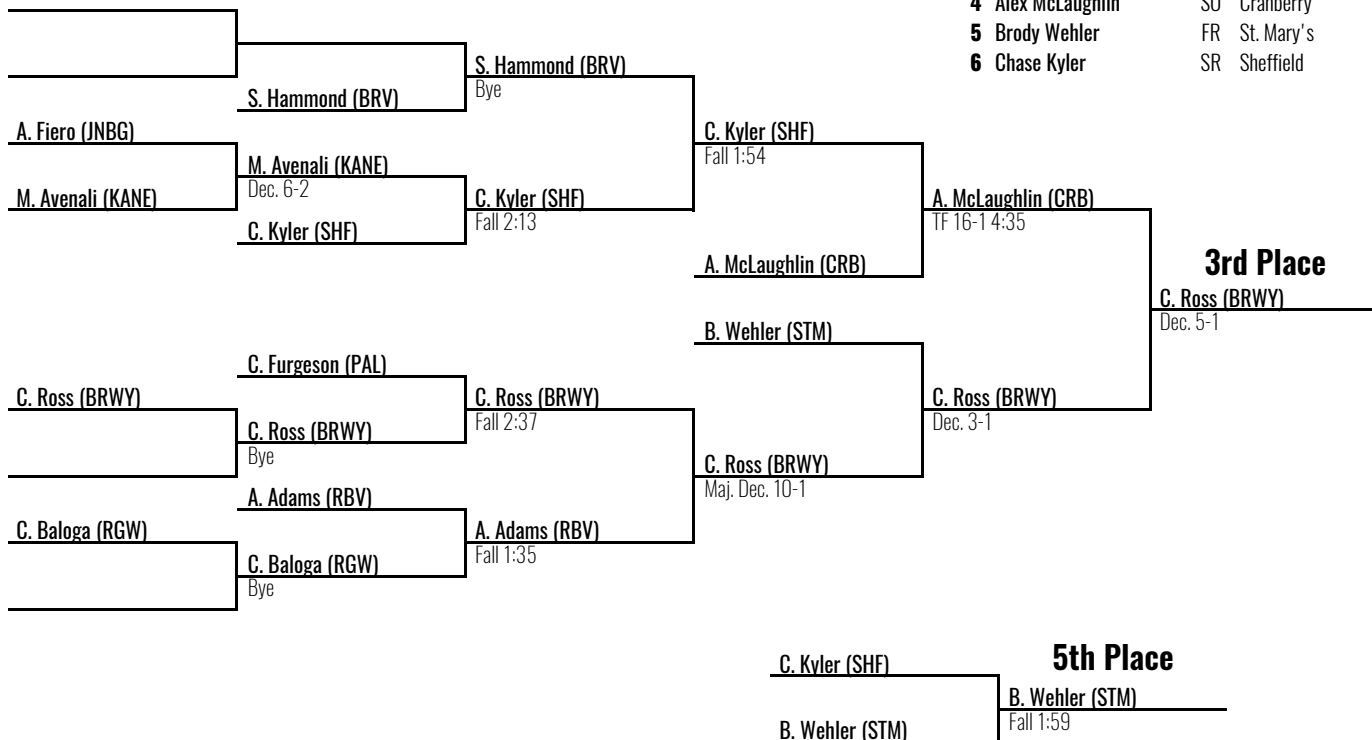 4 Alex McLaughlin SO Cranberry
5 Brody Wehler FR St. Mary's
6 Chase Kyler SR Sheffield
S. Hammond (BRV)
Bye
S. Hammond (BRV)
A. Fiero (JNBG)
C. Kyler (SHF)
Fall 1:54
M. Avenali (KANE)
Dec. 6-2
M. Avenali (KANE)
C. Kyler (SHF)
Fall 2:13
A. McLaughlin (CRB)
TF 16-1 4:35
C. Kyler (SHF)
A. McLaughlin (CRB)
3rd Place
C. Ross (BRWY)
Dec. 5-1
B. Wehler (STM)
C. Furgeson (PAL)
C. Ross (BRWY)
C. Ross (BRWY)
Fall 2:37
C. Ross (BRWY)
Dec. 3-1
C. Ross (BRWY)
Bye
C. Ross (BRWY)
Maj. Dec. 10-1
A. Adams (RBV)
C. Baloga (RGW)
A. Adams (RBV)
Fall 1:35
C. Baloga (RGW)
Bye
5th Place
C. Kyler (SHF)
B. Wehler (STM)
Fall 1:59
B. Wehler (STM)